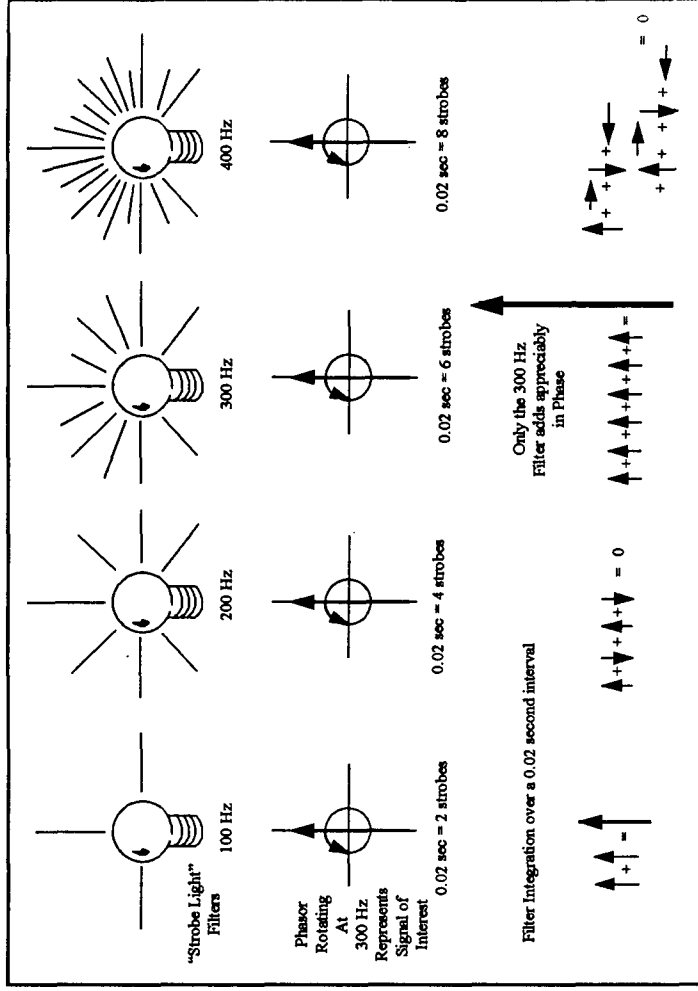 "Strobe Light"
Filters
100 Hz
200 Hz
300 Hz
400 Hz
Phasor
Rotating
At
300 Hz
Represents
Signal of
Interest
0.02 sec = 2 strobes
0.02 sec = 4 strobes
0.02 sec = 6 strobes
0.02 sec = 8 strobes
Filter Integration over a 0.02 second interval
Only the 300 Hz
Filter adds appreciably
in Phase
+ =
+ + + = 0
+ + + + + =
+ + +
+ + + + = 0